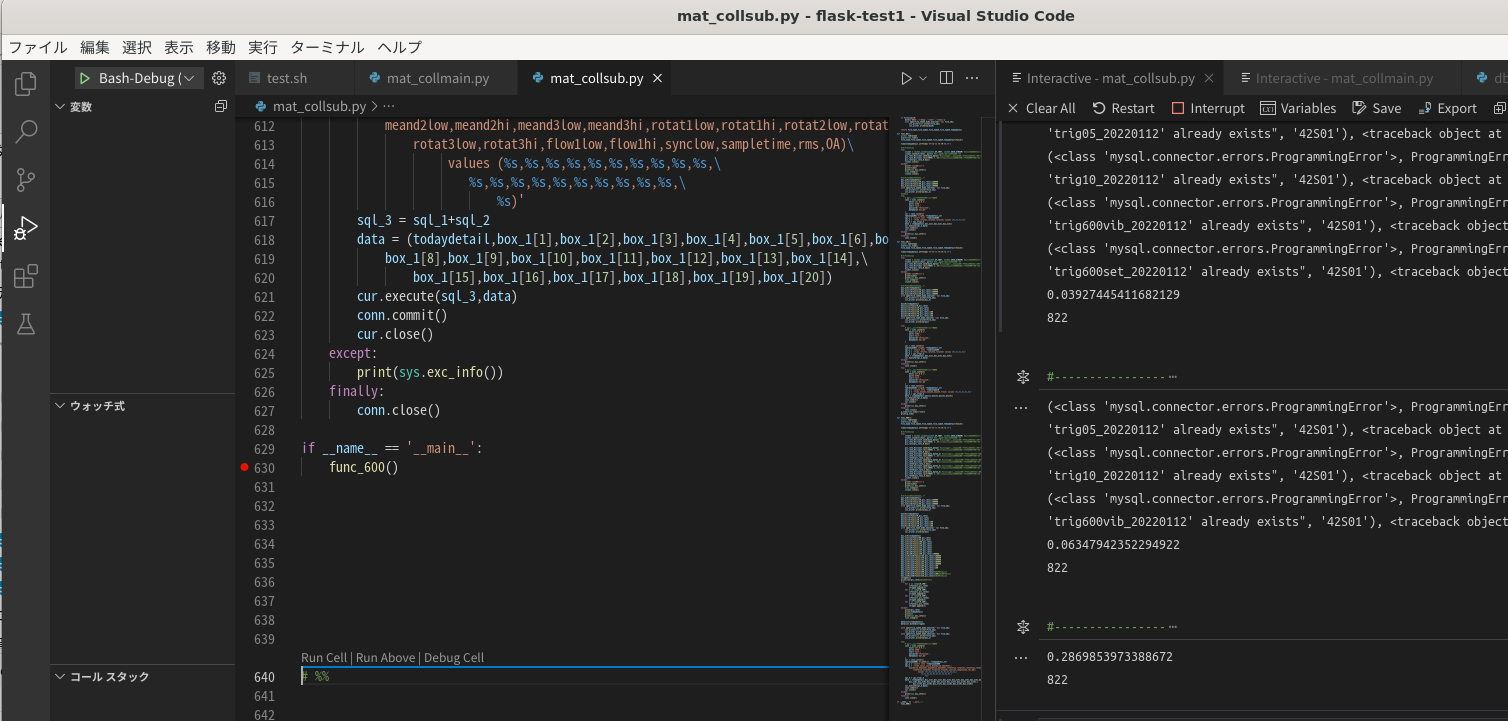 mat_collsub.py - flask-test1 - Visual Studio Code
ファイル 編集 選択 表示 移動 実行 ターミナル ヘルプ
Bash-Debug (
test.sh
mat_collmain.py
mat_collsub.py
Interactive - mat_collsub.py
Interactive - mat_collmain.py
変数
mat_collsub.py > ...
Clear All
Restart
Interrupt
Variables
Save
Export
612 meand2low,meand2hi,meand3low,meand3hi,rotat1low,rotat1hi,rotat2low,rotat
613 rotat3low,rotat3hi,flow1low,flow1hi,synclow,sampletime,rms,OA)\
614 values (%s,%s,%s,%s,%s,%s,%s,%s,%s,%s,\
615 %s,%s,%s,%s,%s,%s,%s,%s,%s,%s,\
616 %s)'
617 sql_3 = sql_1+sql_2
618 data = (todaydetail,box_1[1],box_1[2],box_1[3],box_1[4],box_1[5],box_1[6],bo
619 box_1[8],box_1[9],box_1[10],box_1[11],box_1[12],box_1[13],box_1[14],\
620 box_1[15],box_1[16],box_1[17],box_1[18],box_1[19],box_1[20])
621 cur.execute(sql_3,data)
622 conn.commit()
623 cur.close()
624 except:
625 print(sys.exc_info())
626 finally:
627 conn.close()
628
629 if __name__ == '__main__':
630 func_600()
631
632
633
634
635
636
637
638
639
Run Cell | Run Above | Debug Cell
640 # %%
641
642
ウォッチ式
コール スタック
'trig05_20220112' already exists", '42S01'), <traceback object at
(<class 'mysql.connector.errors.ProgrammingError'>, ProgrammingErr
'trig10_20220112' already exists", '42S01'), <traceback object at
(<class 'mysql.connector.errors.ProgrammingError'>, ProgrammingErr
'trig600vib_20220112' already exists", '42S01'), <traceback object
(<class 'mysql.connector.errors.ProgrammingError'>, ProgrammingErr
'trig600set_20220112' already exists", '42S01'), <traceback object
0.03927445411682129
822
#---------------- ...
(<class 'mysql.connector.errors.ProgrammingError'>, ProgrammingErr
'trig05_20220112' already exists", '42S01'), <traceback object at
(<class 'mysql.connector.errors.ProgrammingError'>, ProgrammingErr
'trig10_20220112' already exists", '42S01'), <traceback object at
(<class 'mysql.connector.errors.ProgrammingError'>, ProgrammingErr
'trig600vib_20220112' already exists", '42S01'), <traceback object
0.06347942352294922
822
#---------------- ...
0.2869853973388672
822